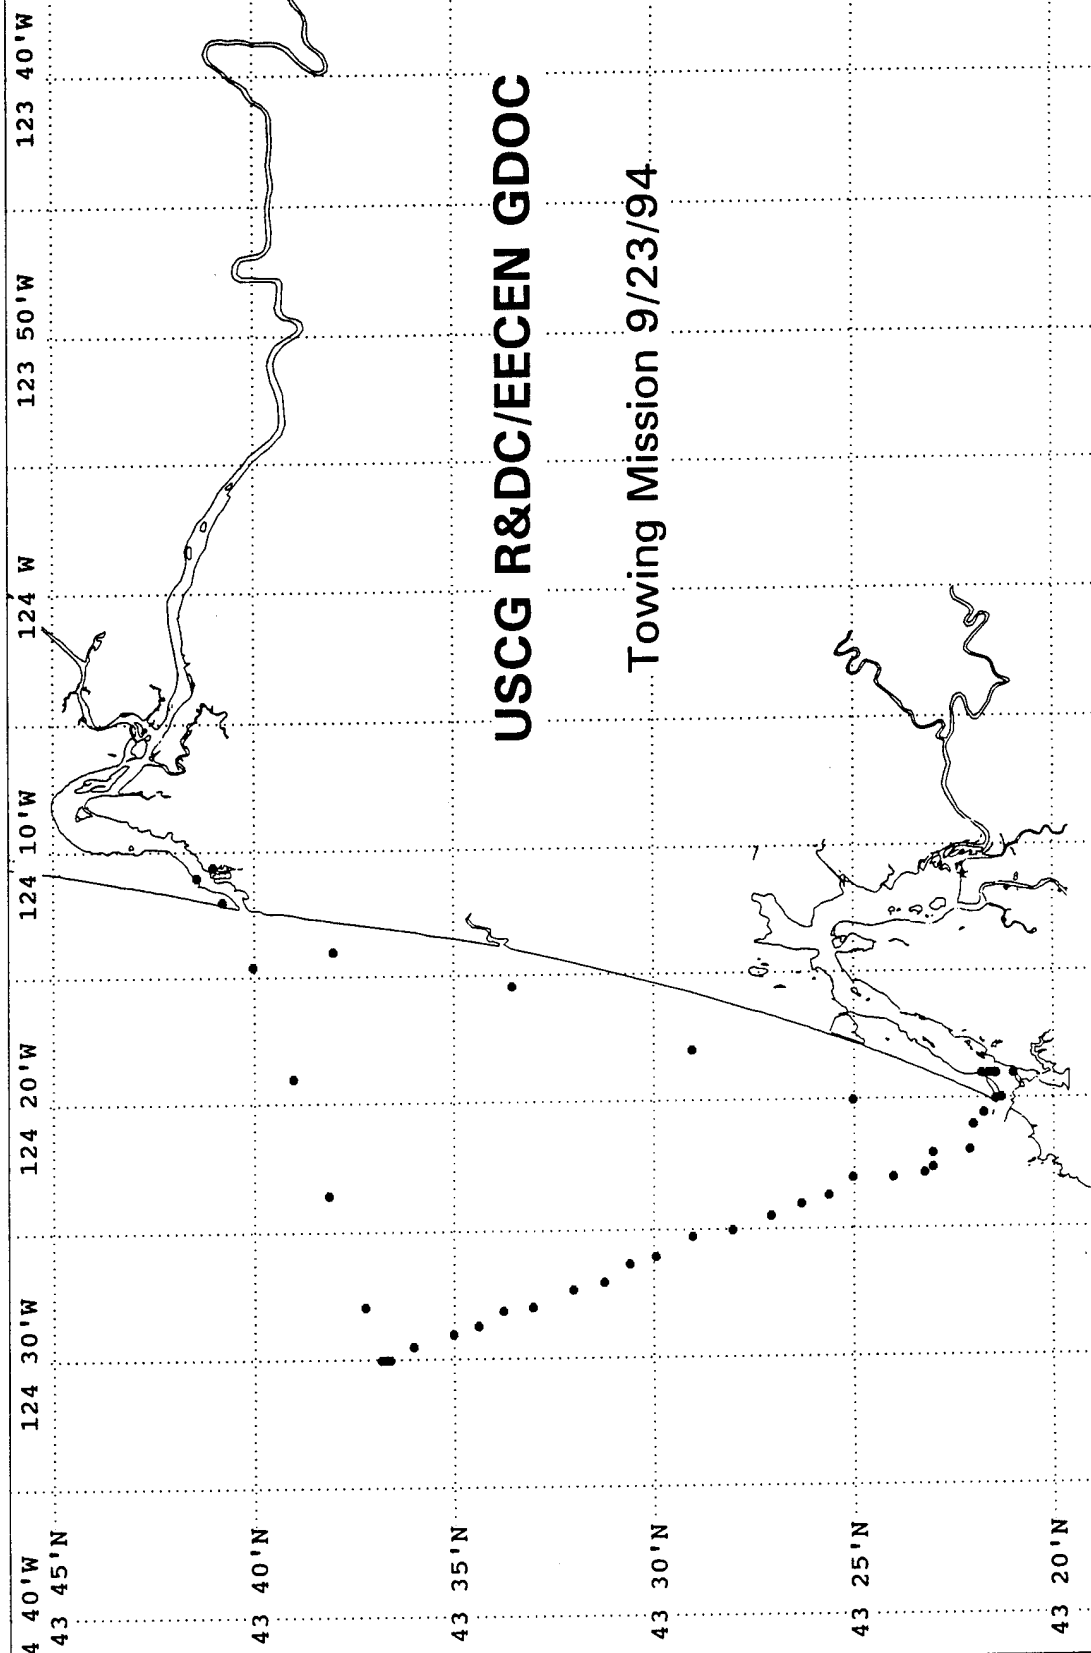 USCG R&DC/EECEN GDOC
Towing Mission 9/23/94
4 40'W
124 30'W
124 20'W
124 10'W
124 W
123 50'W
123 40'W
43 45'N
43 40'N
43 35'N
43 30'N
43 25'N
43 20'N